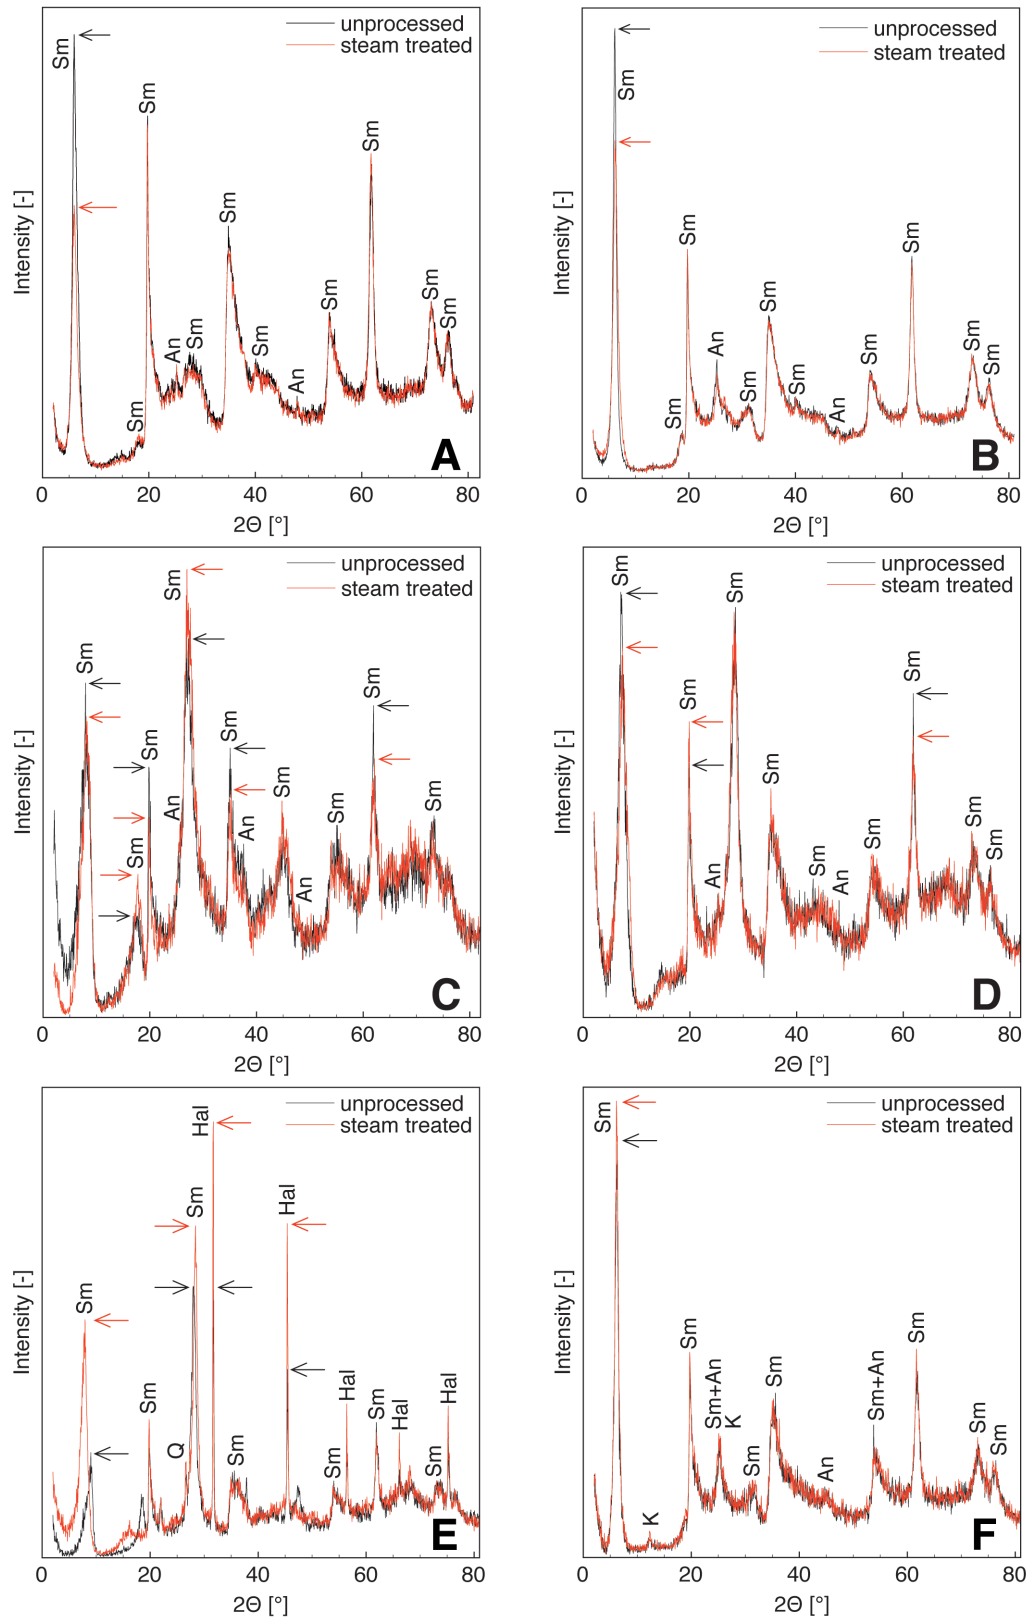 unprocessed
steam treated
Sm
Sm
Sm
Sm
Sm
An
Sm
Sm
An
Sm
Sm
Sm
Intensity [-]
A
0 20 40 60 80
2Θ [°]
unprocessed
steam treated
Sm
Sm
Sm
Sm
An
Sm
Sm
An
Sm
Sm
Sm
Sm
Intensity [-]
B
0 20 40 60 80
2Θ [°]
unprocessed
steam treated
Sm
Sm
Sm
Sm
Sm
An
Sm
An
Sm
An
Sm
Sm
Intensity [-]
C
0 20 40 60 80
2Θ [°]
unprocessed
steam treated
Sm
Sm
Sm
Sm
Sm
An
Sm
An
Sm
Sm
Sm
Intensity [-]
D
0 20 40 60 80
2Θ [°]
unprocessed
steam treated
Hal
Sm
Hal
Sm
Sm
Q
Sm
Hal
Sm
Sm
Hal
Sm
Hal
Intensity [-]
E
0 20 40 60 80
2Θ [°]
unprocessed
steam treated
Sm
K
Sm
Sm+An
K
Sm
Sm
An
Sm+An
Sm
Sm
Sm
Intensity [-]
F
0 20 40 60 80
2Θ [°]